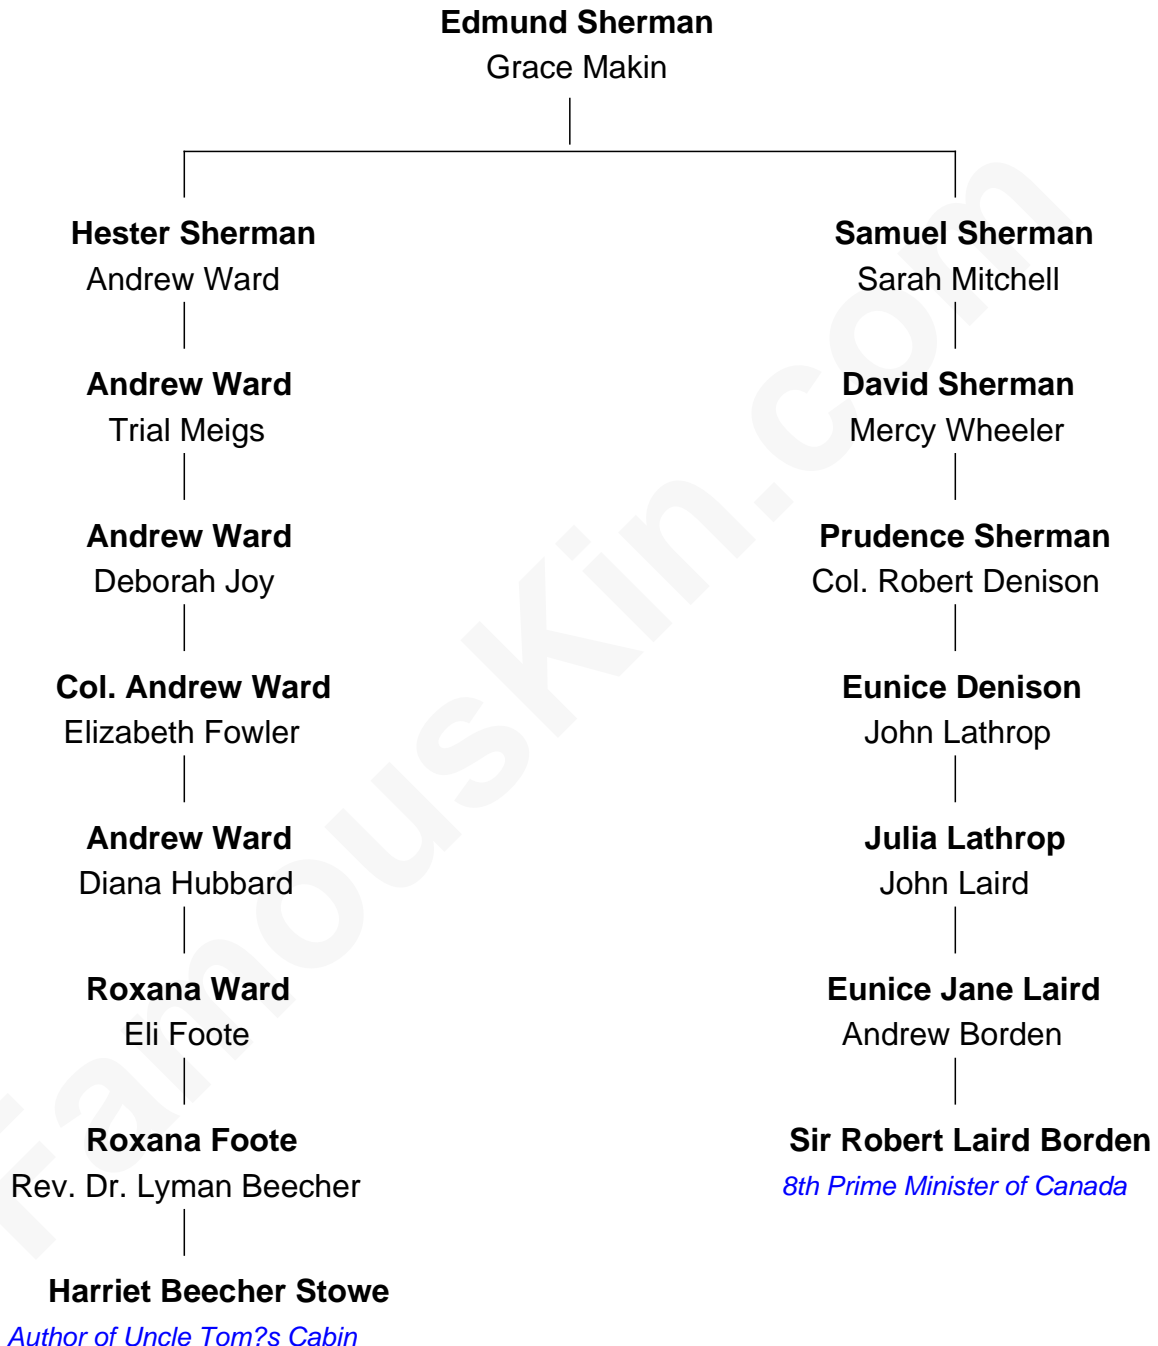 Edmund Sherman
Grace Makin
Hester Sherman
Andrew Ward
Andrew Ward
Trial Meigs
Andrew Ward
Deborah Joy
Col. Andrew Ward
Elizabeth Fowler
Andrew Ward
Diana Hubbard
Roxana Ward
Eli Foote
Roxana Foote
Rev. Dr. Lyman Beecher
Harriet Beecher Stowe
Author of Uncle Tom?s Cabin
Samuel Sherman
Sarah Mitchell
David Sherman
Mercy Wheeler
Prudence Sherman
Col. Robert Denison
Eunice Denison
John Lathrop
Julia Lathrop
John Laird
Eunice Jane Laird
Andrew Borden
Sir Robert Laird Borden
8th Prime Minister of Canada
FamousKin.com